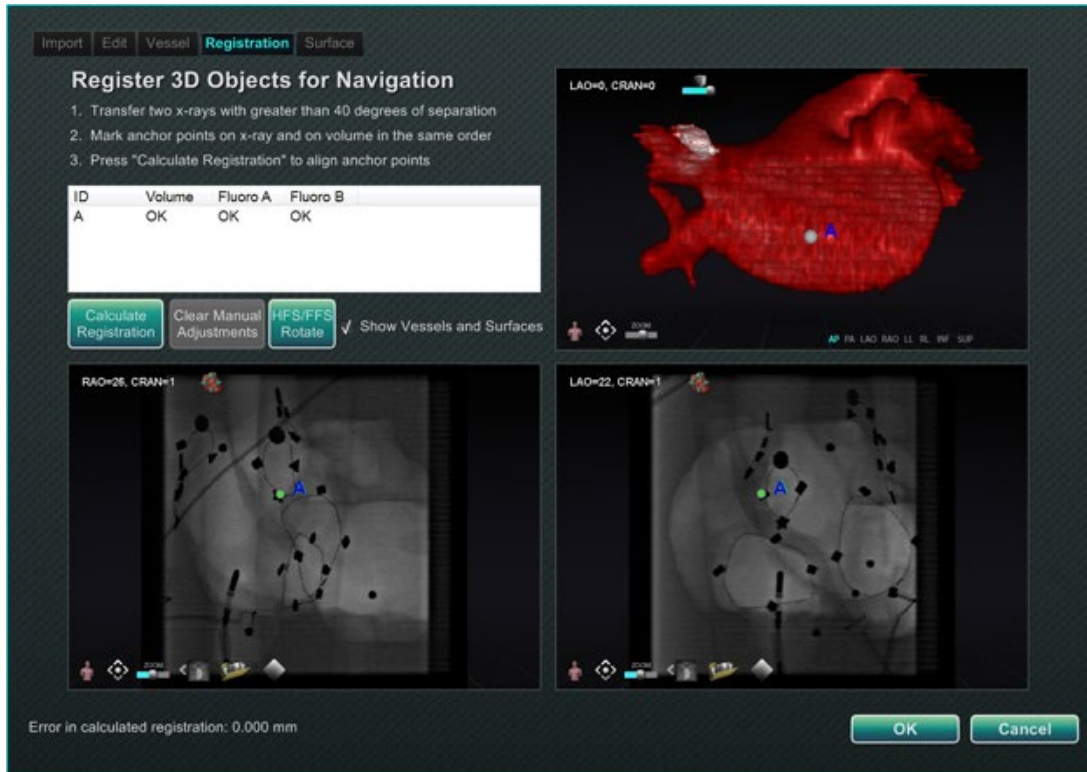 Import Edit Vessel Registration Surface
Register 3D Objects for Navigation
1. Transfer two x-rays with greater than 40 degrees of separation
2. Mark anchor points on x-ray and on volume in the same order
3. Press "Calculate Registration" to align anchor points
ID Volume Fluoro A Fluoro B
A OK OK OK
Calculate Registration
Clear Manual Adjustments
HFS/FFS Rotate
√ Show Vessels and Surfaces
LAO=0, CRAN=0
A
ZOOM
AP PA LAO RAO LL RL INF SUP
RAO=26, CRAN=1
A
ZOOM
LAO=22, CRAN=1
A
ZOOM
Error in calculated registration: 0.000 mm
OK
Cancel